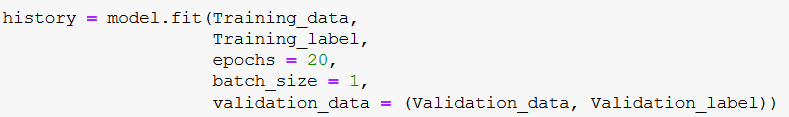 history = model.fit(Training_data,
Training_label,
epochs = 20,
batch_size = 1,
validation_data = (Validation_data, Validation_label))